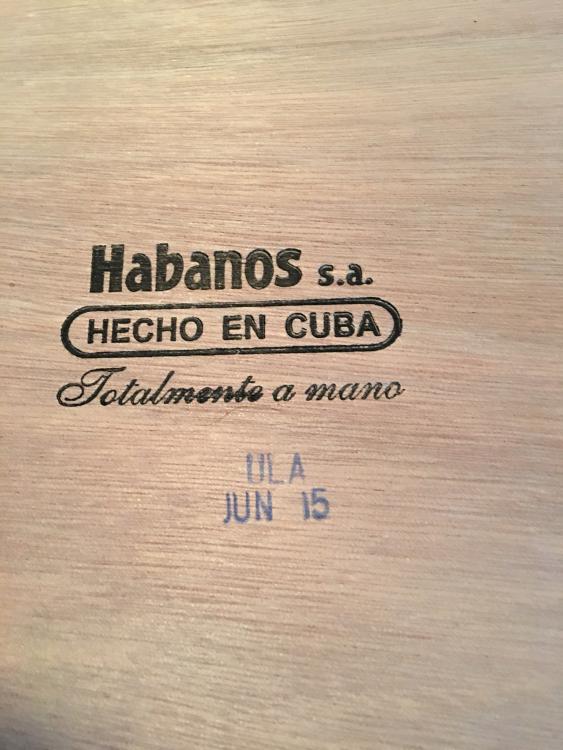 Habanos s.a.
HECHO EN CUBA
Totalmente a mano
ULA
JUN 15